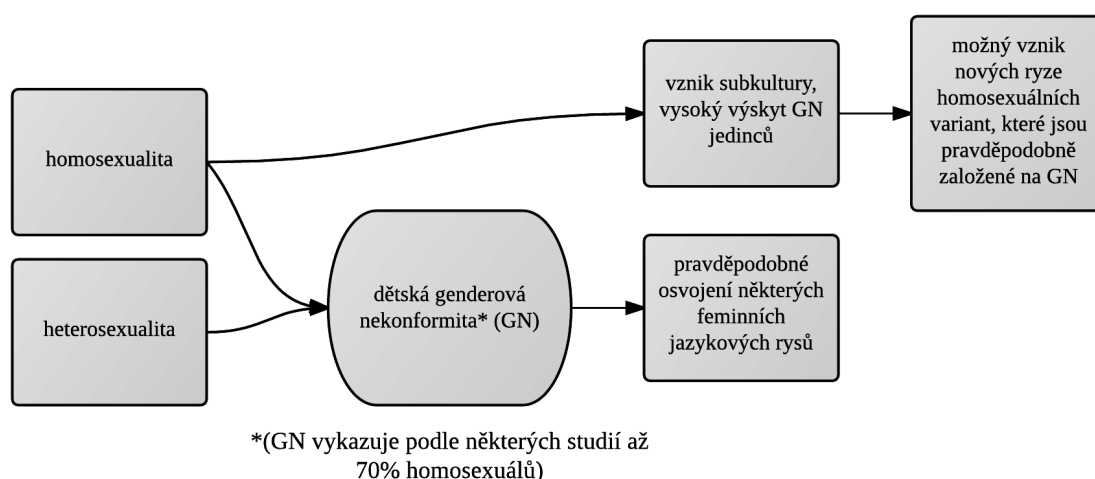 homosexualita
heterosexualita
dětská genderová
nekonformita* (GN)
vznik subkultury,
vysoký výskyt GN
jedinců
pravděpodobné
osvojení některých
feminních
jazykových rysů
možný vznik
nových ryze
homosexuálních
variant, které jsou
pravděpodobně
založené na GN
*(GN vykazuje podle některých studií až
70% homosexuálů)